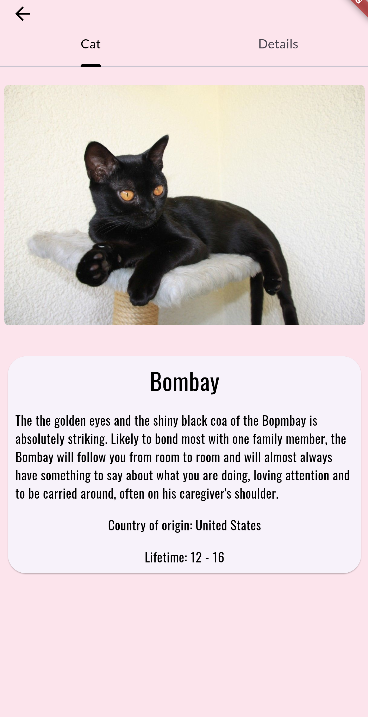 Cat Details
Bombay
The the golden eyes and the shiny black coa of the Bopmbay is
absolutely striking. Likely to bond most with one family member, the
Bombay will follow you from room to room and will almost always
have something to say about what you are doing, loving attention and
to be carried around, often on his caregiver's shoulder.
Country of origin: United States
Lifetime: 12 - 16